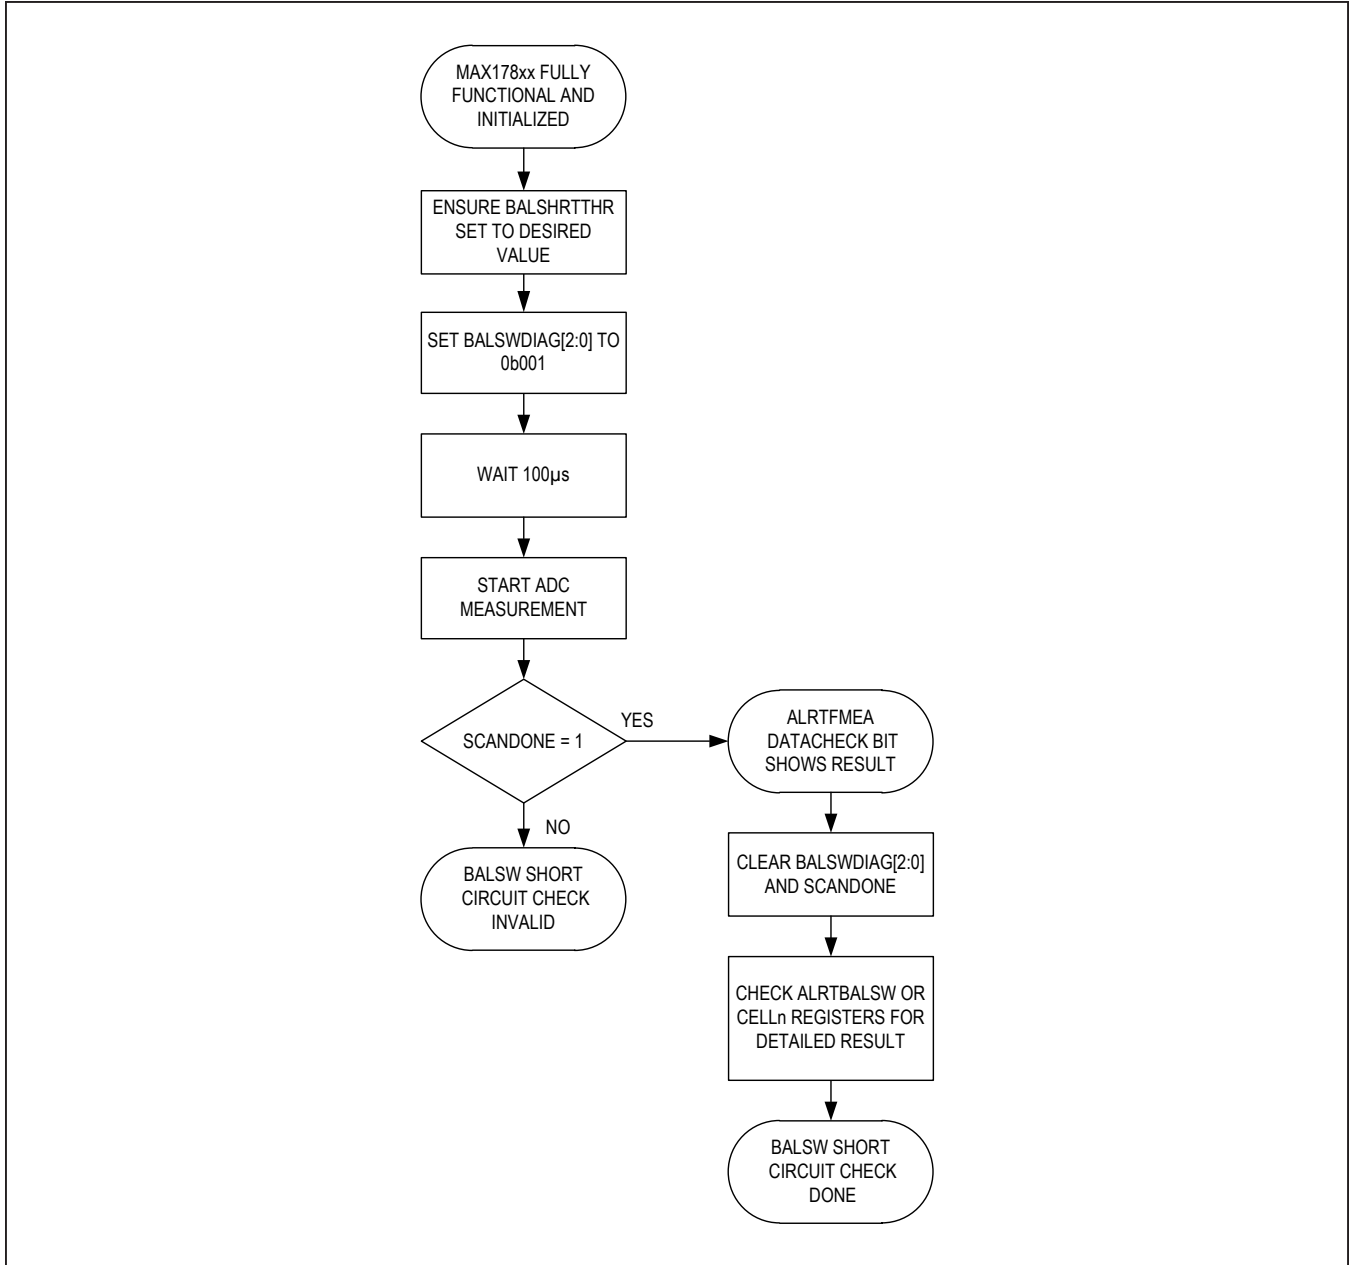 MAX178xx FULLY
FUNCTIONAL AND
INITIALIZED
ENSURE BALSHRTTHR
SET TO DESIRED
VALUE
SET BALSWDIAG[2:0] TO
0b001
WAIT 100µs
START ADC
MEASUREMENT
SCANDONE = 1
YES
NO
BALSW SHORT
CIRCUIT CHECK
INVALID
ALRTFMEA
DATACHECK BIT
SHOWS RESULT
CLEAR BALSWDIAG[2:0]
AND SCANDONE
CHECK ALRTBALSW OR
CELLn REGISTERS FOR
DETAILED RESULT
BALSW SHORT
CIRCUIT CHECK
DONE